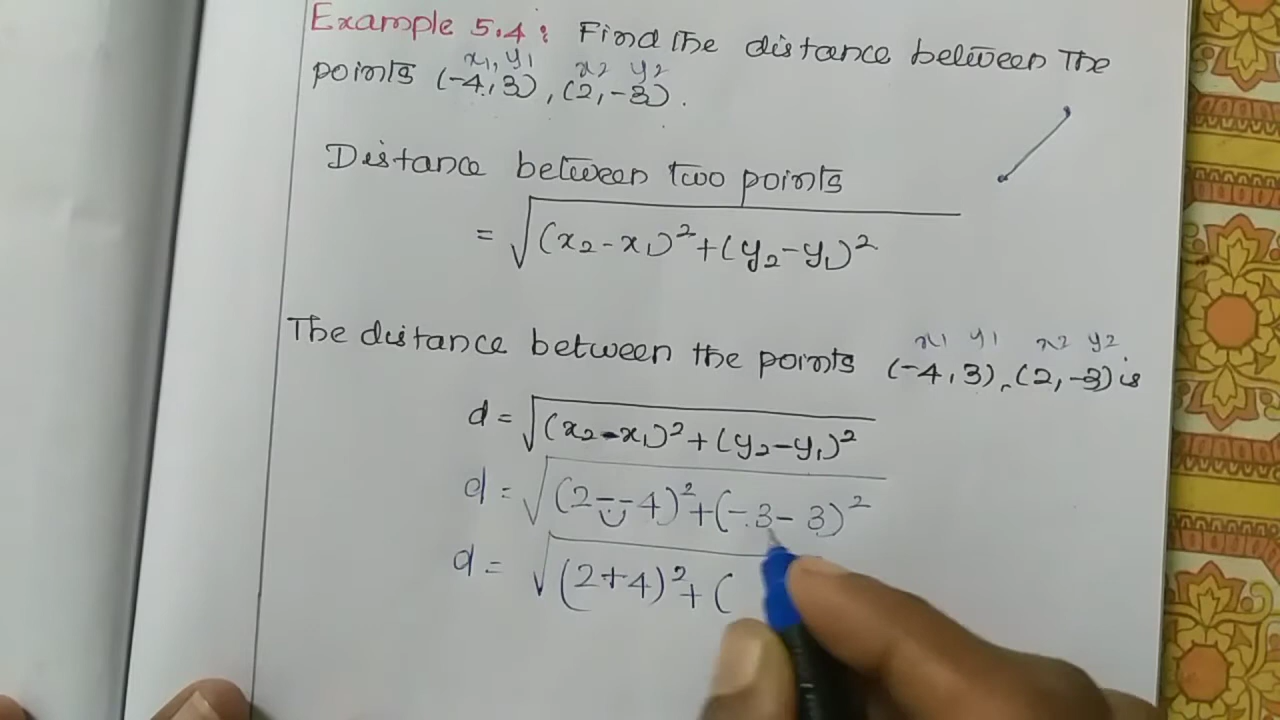 Example 5.4 : Find the distance between the
x₁, y₁ x₂ y₂
points (-4, 3), (2, -3).
Distance between two points
= √(x₂-x₁)²+(y₂-y₁)²
x₁ y₁ x₂ y₂
The distance between the points (-4, 3), (2, -3) is
d = √(x₂-x₁)²+(y₂-y₁)²
d = √(2--4)²+(-3-3)²
d = √(2+4)²+(